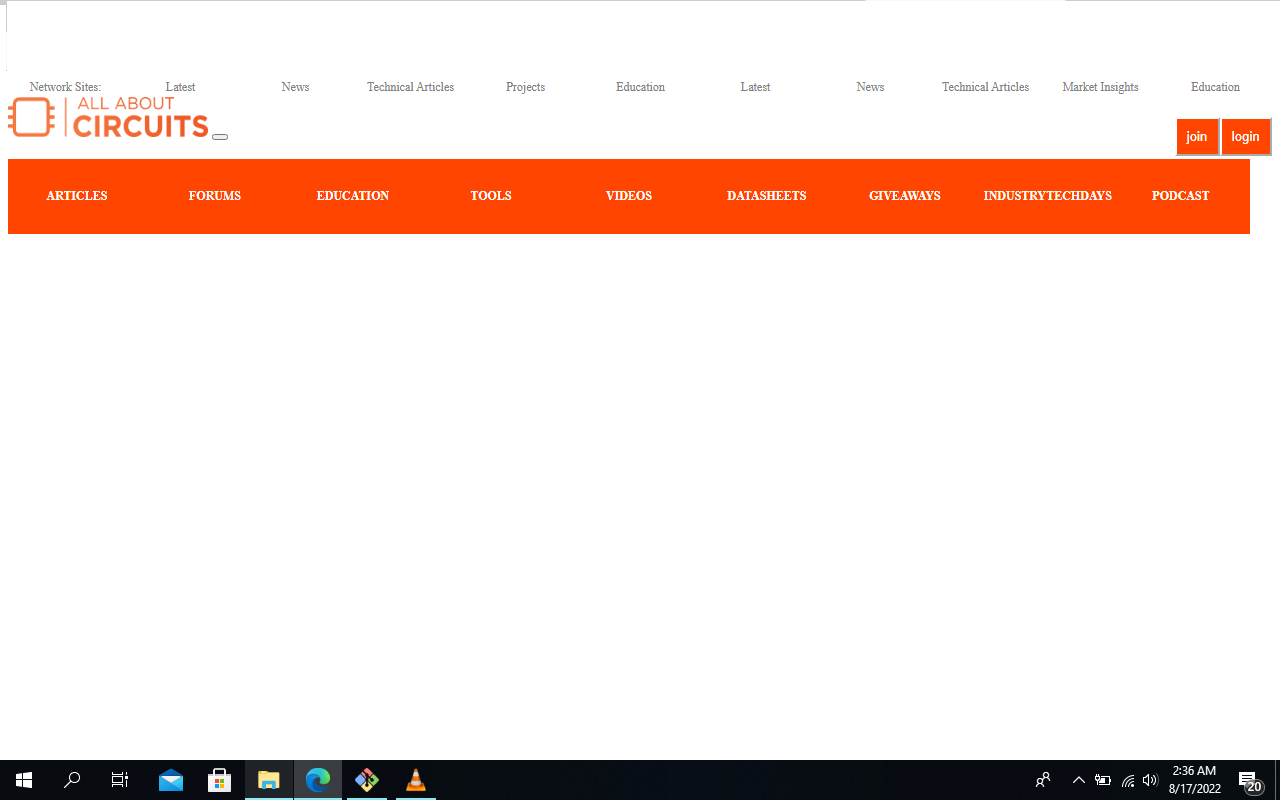 Network Sites: Latest News Technical Articles Projects Education Latest News Technical Articles Market Insights Education
ALL ABOUT
CIRCUITS
join login
ARTICLES FORUMS EDUCATION TOOLS VIDEOS DATASHEETS GIVEAWAYS INDUSTRYTECHDAYS PODCAST
2:36 AM
8/17/2022
20